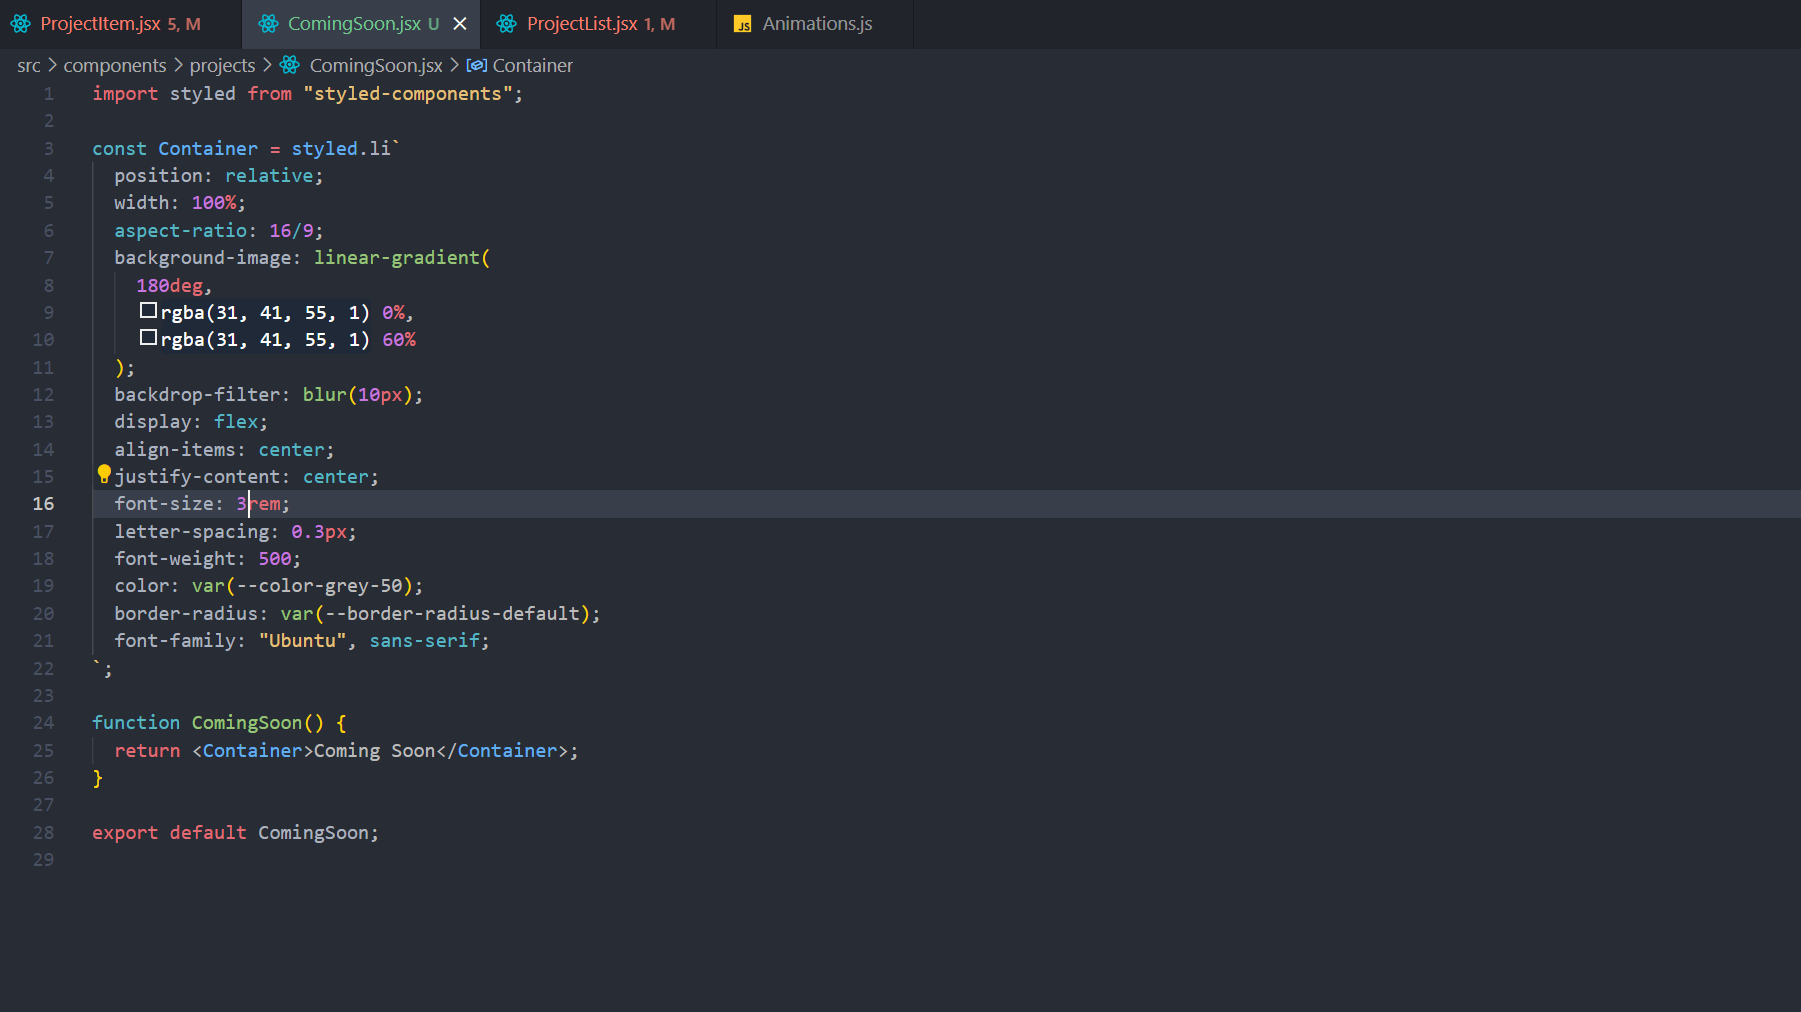 ProjectItem.jsx 5, M ComingSoon.jsx U ProjectList.jsx 1, M JS Animations.js
src > components > projects > ComingSoon.jsx > Container
1 import styled from "styled-components";
2
3 const Container = styled.li`
4 position: relative;
5 width: 100%;
6 aspect-ratio: 16/9;
7 background-image: linear-gradient(
8 180deg,
9 rgba(31, 41, 55, 1) 0%,
10 rgba(31, 41, 55, 1) 60%
11 );
12 backdrop-filter: blur(10px);
13 display: flex;
14 align-items: center;
15 justify-content: center;
16 font-size: 3rem;
17 letter-spacing: 0.3px;
18 font-weight: 500;
19 color: var(--color-grey-50);
20 border-radius: var(--border-radius-default);
21 font-family: "Ubuntu", sans-serif;
22 `;
23
24 function ComingSoon() {
25 return <Container>Coming Soon</Container>;
26 }
27
28 export default ComingSoon;
29